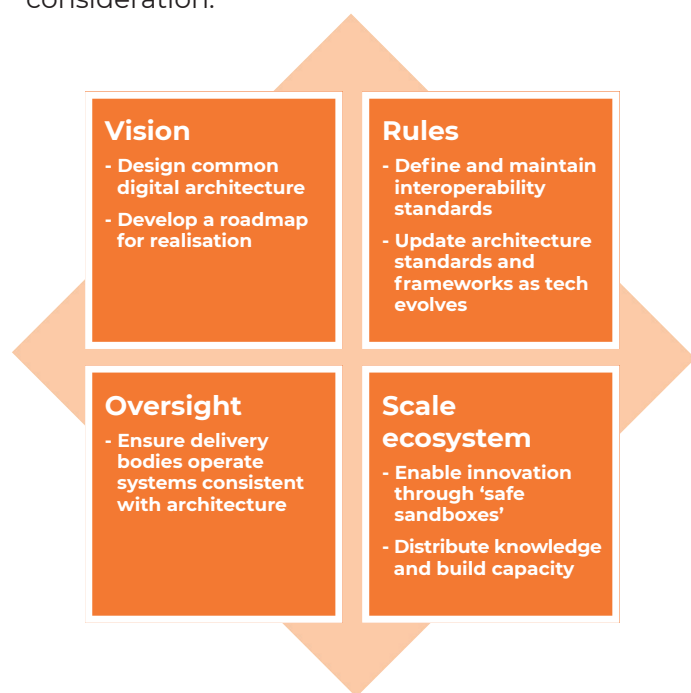 consideration.
Vision
- Design common
digital architecture
- Develop a roadmap
for realisation
Rules
- Define and maintain
interoperability
standards
- Update architecture
standards and
frameworks as tech
evolves
Oversight
- Ensure delivery
bodies operate
systems consistent
with architecture
Scale
ecosystem
- Enable innovation
through ‘safe
sandboxes’
- Distribute knowledge
and build capacity